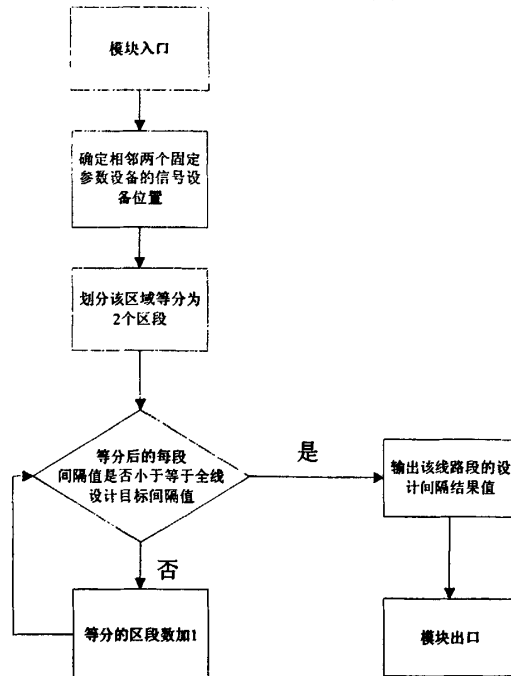 模块入口
确定相邻两个固定
参数设备的信号设
备位置
划分该区域等分为
2个区段
等分后的每段
间隔值是否小于等于全线
设计目标间隔值
是
输出该线路段的设
计间隔结果值
否
等分的区段数加1
模块出口